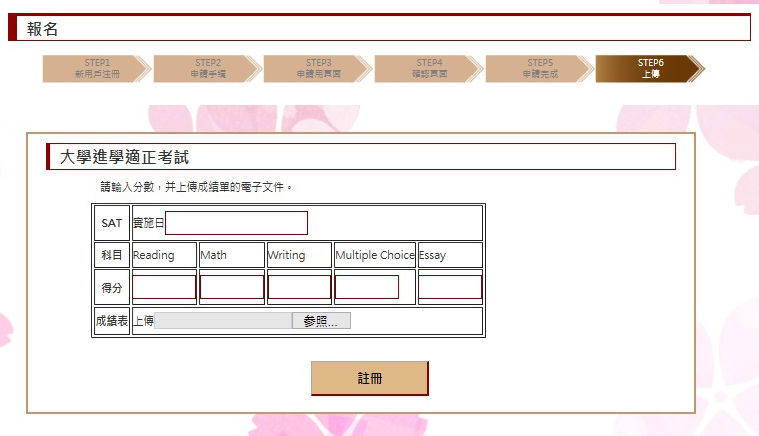 報名
STEP1 STEP2 STEP3 STEP4 STEP5 STEP6
新用戶注冊 申請手續 申請用頁面 確認頁面 申請完成 上傳
大學進學適正考試
請輸入分數，并上傳成績單的電子文件。
SAT 實施日
科目 Reading Math Writing Multiple Choice Essay
得分
成績表 上傳 参照...
註冊